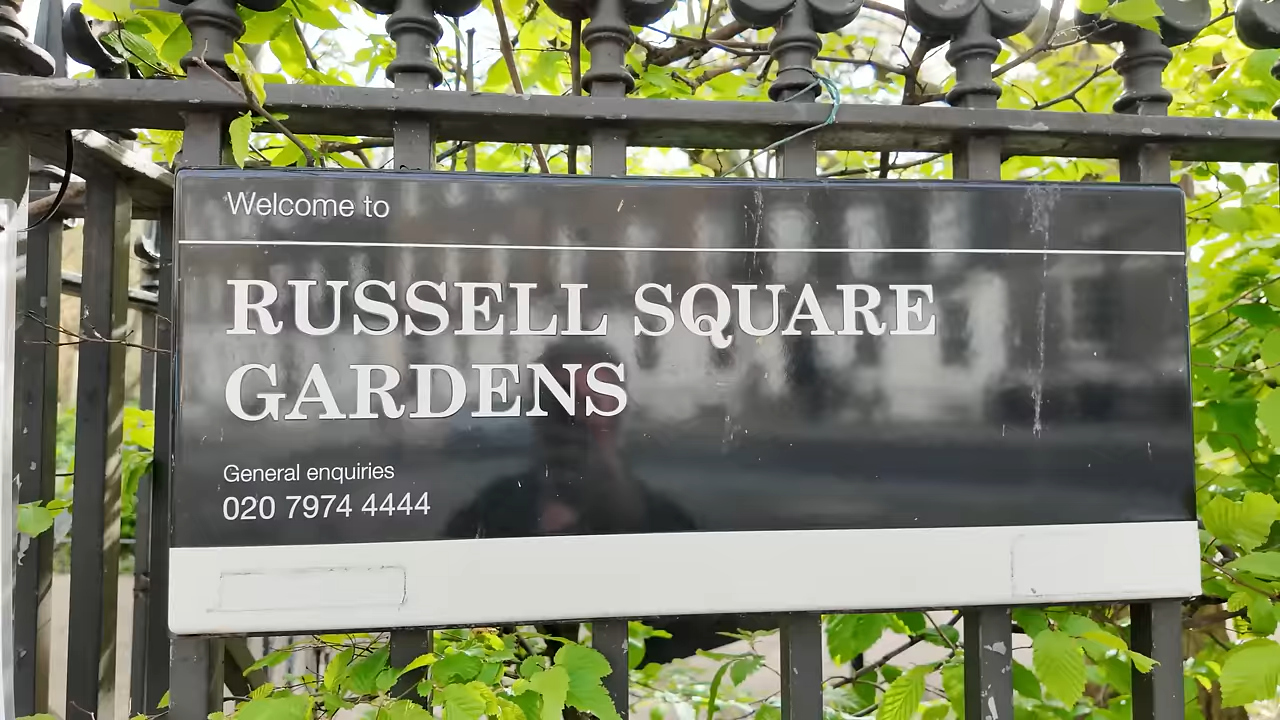 Welcome to
RUSSELL SQUARE
GARDENS
General enquiries
020 7974 4444